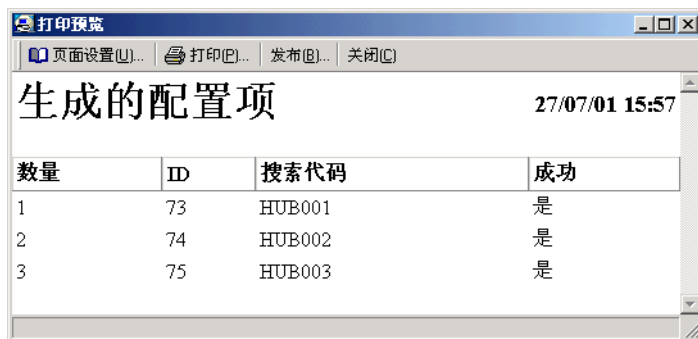 打印预览
页面设置(U)... 打印(P)... 发布(B)... 关闭(C)
生成的配置项 27/07/01 15:57
数量 ID 搜索代码 成功
1 73 HUB001 是
2 74 HUB002 是
3 75 HUB003 是